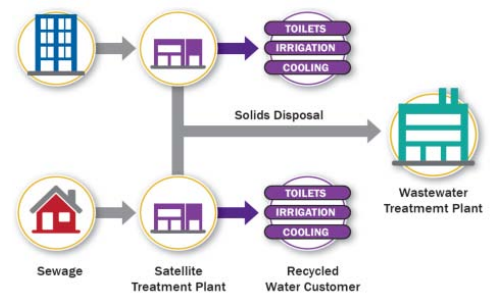 TOILETS
IRRIGATION
COOLING
Solids Disposal
Wastewater
Treatmemt Plant
TOILETS
IRRIGATION
COOLING
Sewage
Satellite
Treatment Plant
Recycled
Water Customer